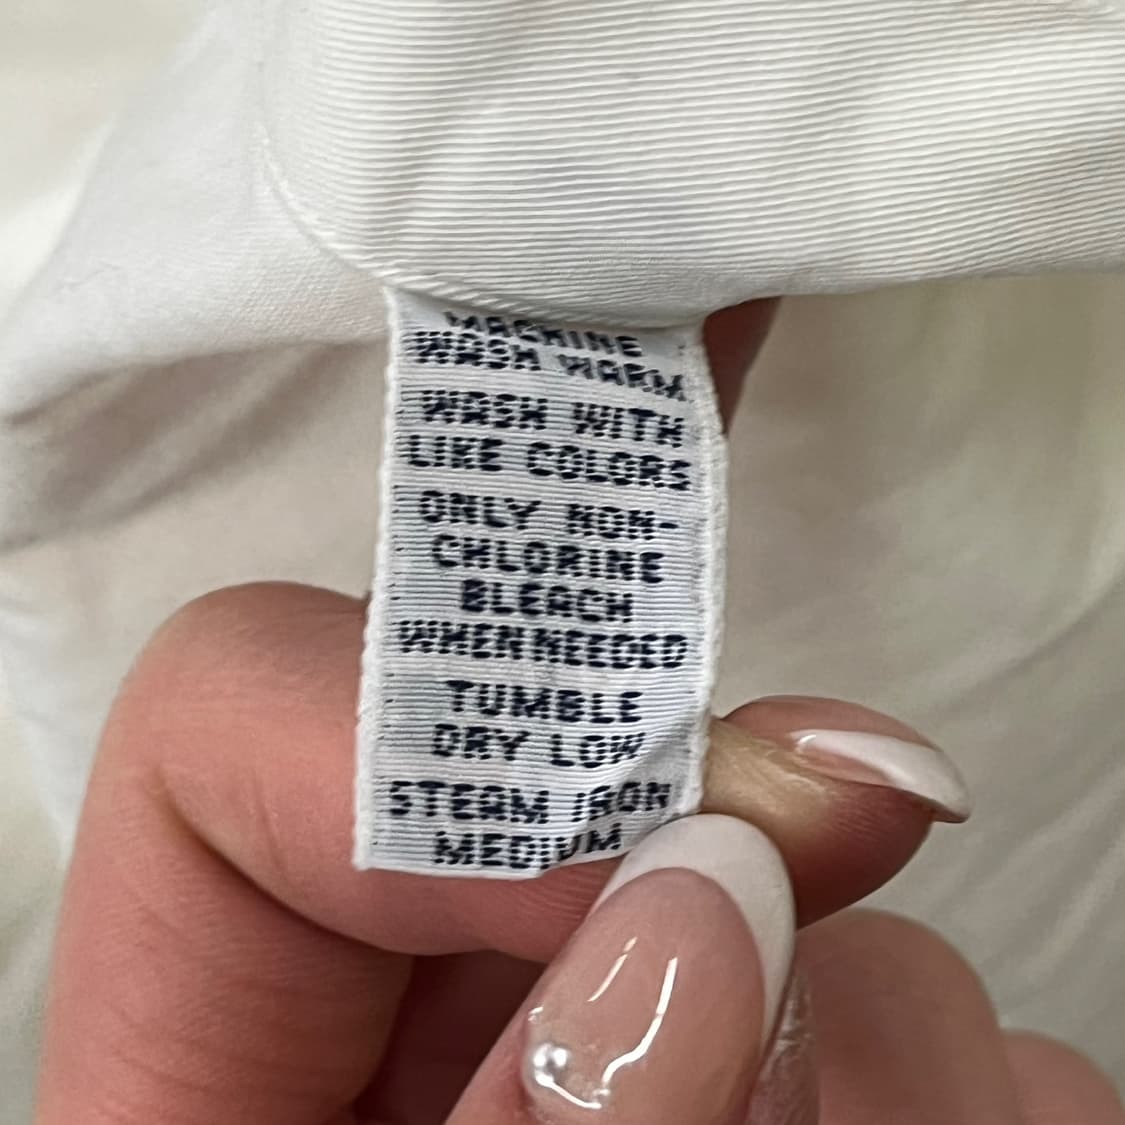 MACHINE
WASH WARM
WASH WITH
LIKE COLORS
ONLY NON-
CHLORINE
BLEACH
WHEN NEEDED
TUMBLE
DRY LOW
STEAM IRON
MEDIUM